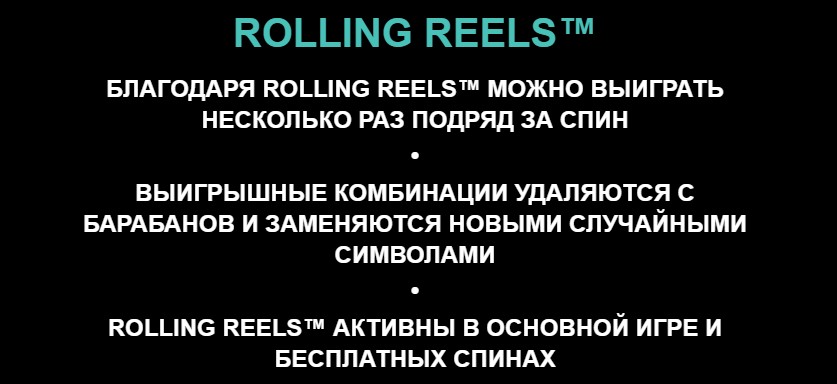 ROLLING REELS™
БЛАГОДАРЯ ROLLING REELS™ МОЖНО ВЫИГРАТЬ
НЕСКОЛЬКО РАЗ ПОДРЯД ЗА СПИН
•
ВЫИГРЫШНЫЕ КОМБИНАЦИИ УДАЛЯЮТСЯ С
БАРАБАНОВ И ЗАМЕНЯЮТСЯ НОВЫМИ СЛУЧАЙНЫМИ
СИМВОЛАМИ
•
ROLLING REELS™ АКТИВНЫ В ОСНОВНОЙ ИГРЕ И
БЕСПЛАТНЫХ СПИНАХ